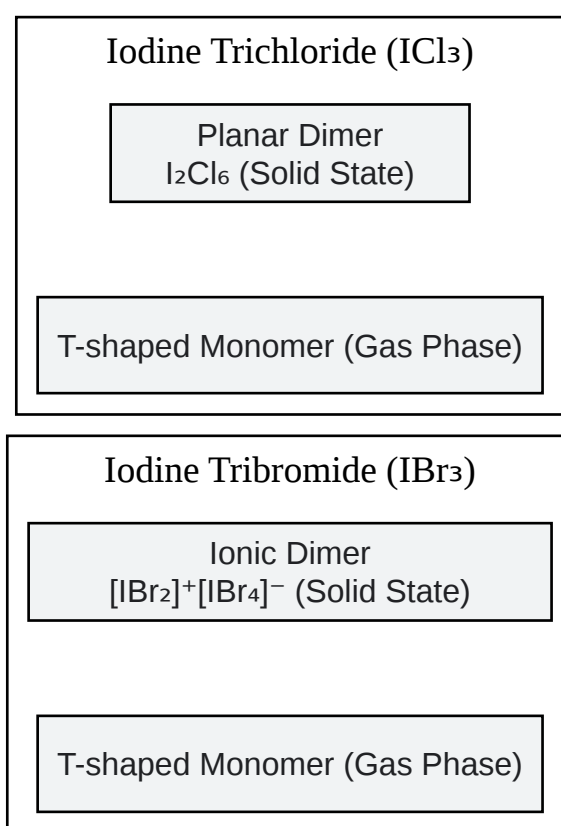 Iodine Trichloride (ICl₃)
Planar Dimer
I₂Cl₆ (Solid State)
T-shaped Monomer (Gas Phase)
Iodine Tribromide (IBr₃)
Ionic Dimer
[IBr₂]⁺[IBr₄]⁻ (Solid State)
T-shaped Monomer (Gas Phase)